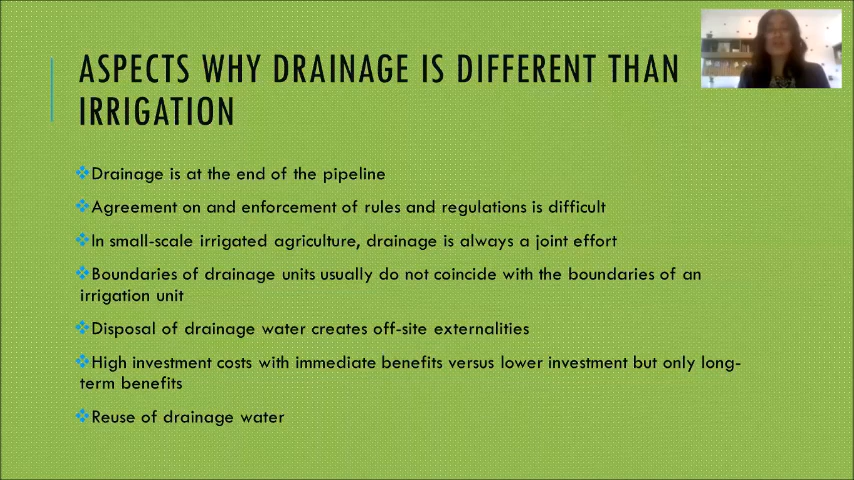 ASPECTS WHY DRAINAGE IS DIFFERENT THAN
IRRIGATION
❖Drainage is at the end of the pipeline
❖Agreement on and enforcement of rules and regulations is difficult
❖In small-scale irrigated agriculture, drainage is always a joint effort
❖Boundaries of drainage units usually do not coincide with the boundaries of an
irrigation unit
❖Disposal of drainage water creates off-site externalities
❖High investment costs with immediate benefits versus lower investment but only long-
term benefits
❖Reuse of drainage water